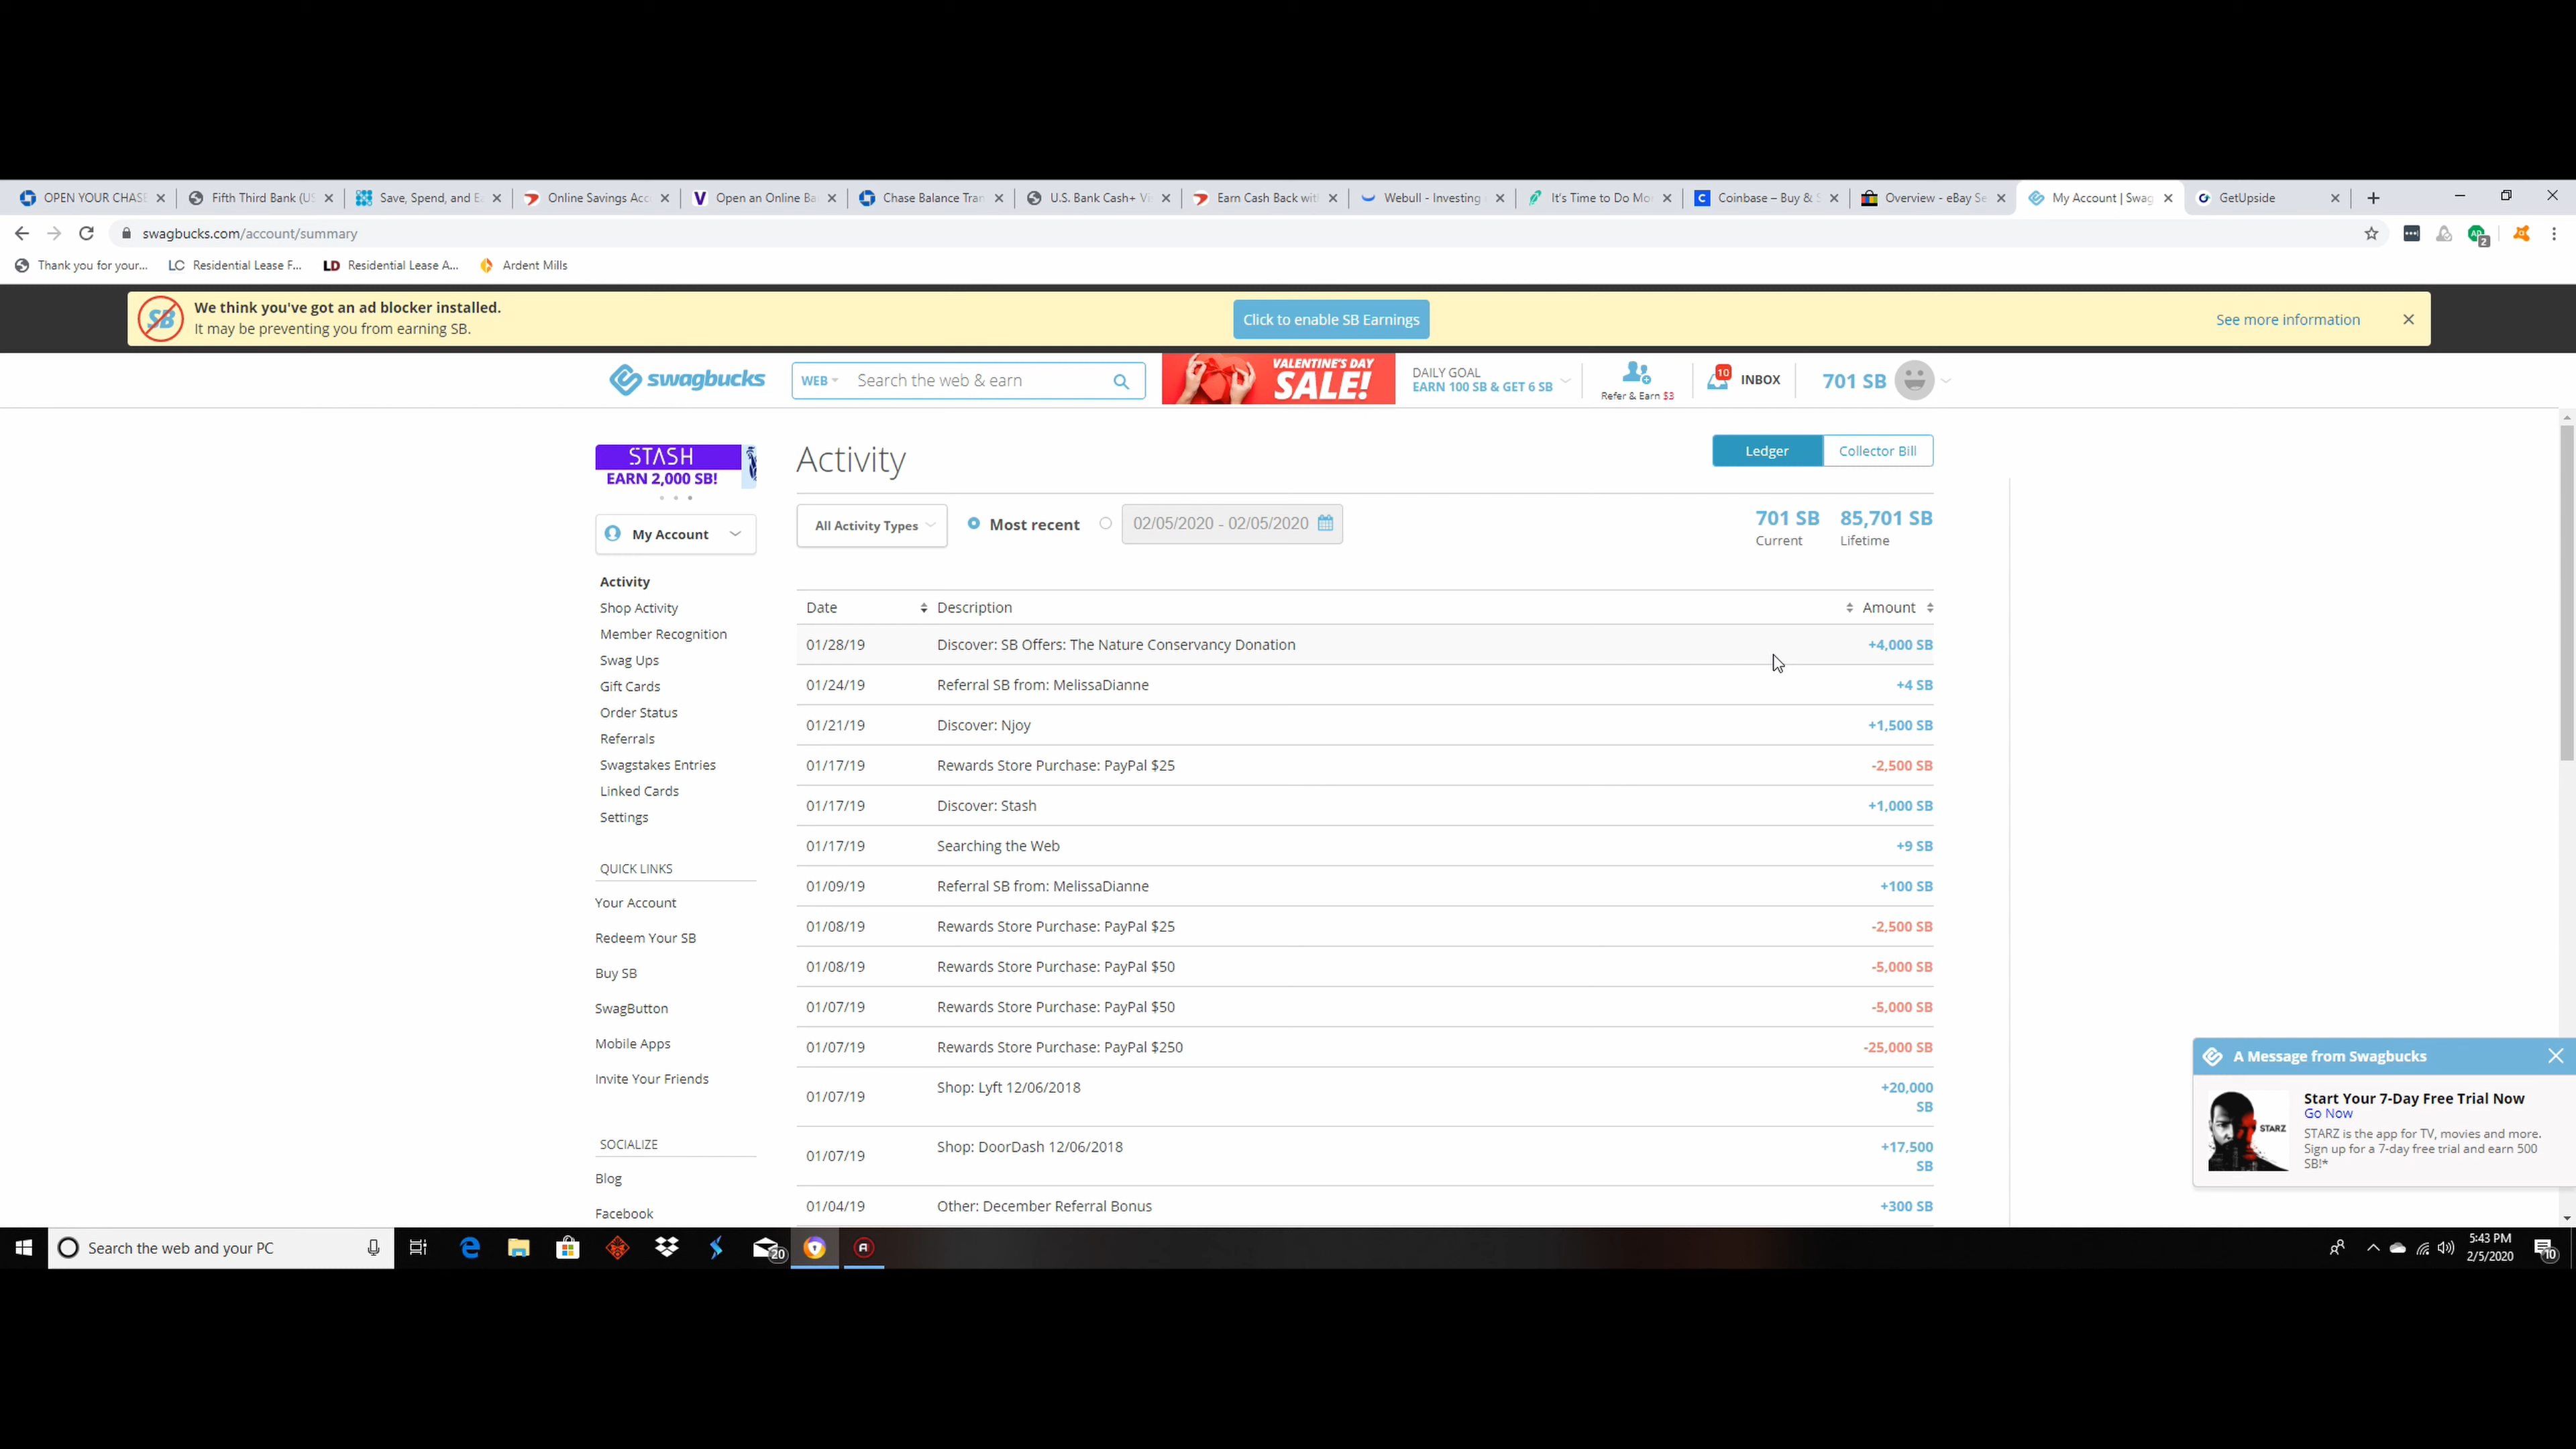 OPEN YOUR CHASE
Fifth Third Bank (US
Save, Spend, and E
Online Savings Acc
Open an Online Ba
Chase Balance Tran
U.S. Bank Cash+ Vi
Earn Cash Back with
Webull - Investing
It's Time to Do Mo
Coinbase – Buy & S
Overview - eBay Se
My Account | Swag
GetUpside
swagbucks.com/account/summary
2
Thank you for your...
LC Residential Lease F...
LD Residential Lease A...
Ardent Mills
SB
We think you've got an ad blocker installed.
It may be preventing you from earning SB.
Click to enable SB Earnings
See more information
swagbucks
WEB
Search the web & earn
VALENTINE'S DAY
SALE!
DAILY GOAL
EARN 100 SB & GET 6 SB
Refer & Earn $3
10
INBOX
701 SB
STASH
EARN 2,000 SB!
My Account
Activity
Shop Activity
Member Recognition
Swag Ups
Gift Cards
Order Status
Referrals
Swagstakes Entries
Linked Cards
Settings
QUICK LINKS
Your Account
Redeem Your SB
Buy SB
SwagButton
Mobile Apps
Invite Your Friends
SOCIALIZE
Blog
Facebook
Activity
Ledger
Collector Bill
All Activity Types
Most recent
02/05/2020 - 02/05/2020
701 SB
Current
85,701 SB
Lifetime
Date Description Amount
01/28/19 Discover: SB Offers: The Nature Conservancy Donation +4,000 SB
01/24/19 Referral SB from: MelissaDianne +4 SB
01/21/19 Discover: Njoy +1,500 SB
01/17/19 Rewards Store Purchase: PayPal $25 -2,500 SB
01/17/19 Discover: Stash +1,000 SB
01/17/19 Searching the Web +9 SB
01/09/19 Referral SB from: MelissaDianne +100 SB
01/08/19 Rewards Store Purchase: PayPal $25 -2,500 SB
01/08/19 Rewards Store Purchase: PayPal $50 -5,000 SB
01/07/19 Rewards Store Purchase: PayPal $50 -5,000 SB
01/07/19 Rewards Store Purchase: PayPal $250 -25,000 SB
01/07/19 Shop: Lyft 12/06/2018 +20,000
SB
01/07/19 Shop: DoorDash 12/06/2018 +17,500
SB
01/04/19 Other: December Referral Bonus +300 SB
A Message from Swagbucks
STARZ
Start Your 7-Day Free Trial Now
Go Now
STARZ is the app for TV, movies and more.
Sign up for a 7-day free trial and earn 500
SB!*
Search the web and your PC
20
5:43 PM
2/5/2020
10